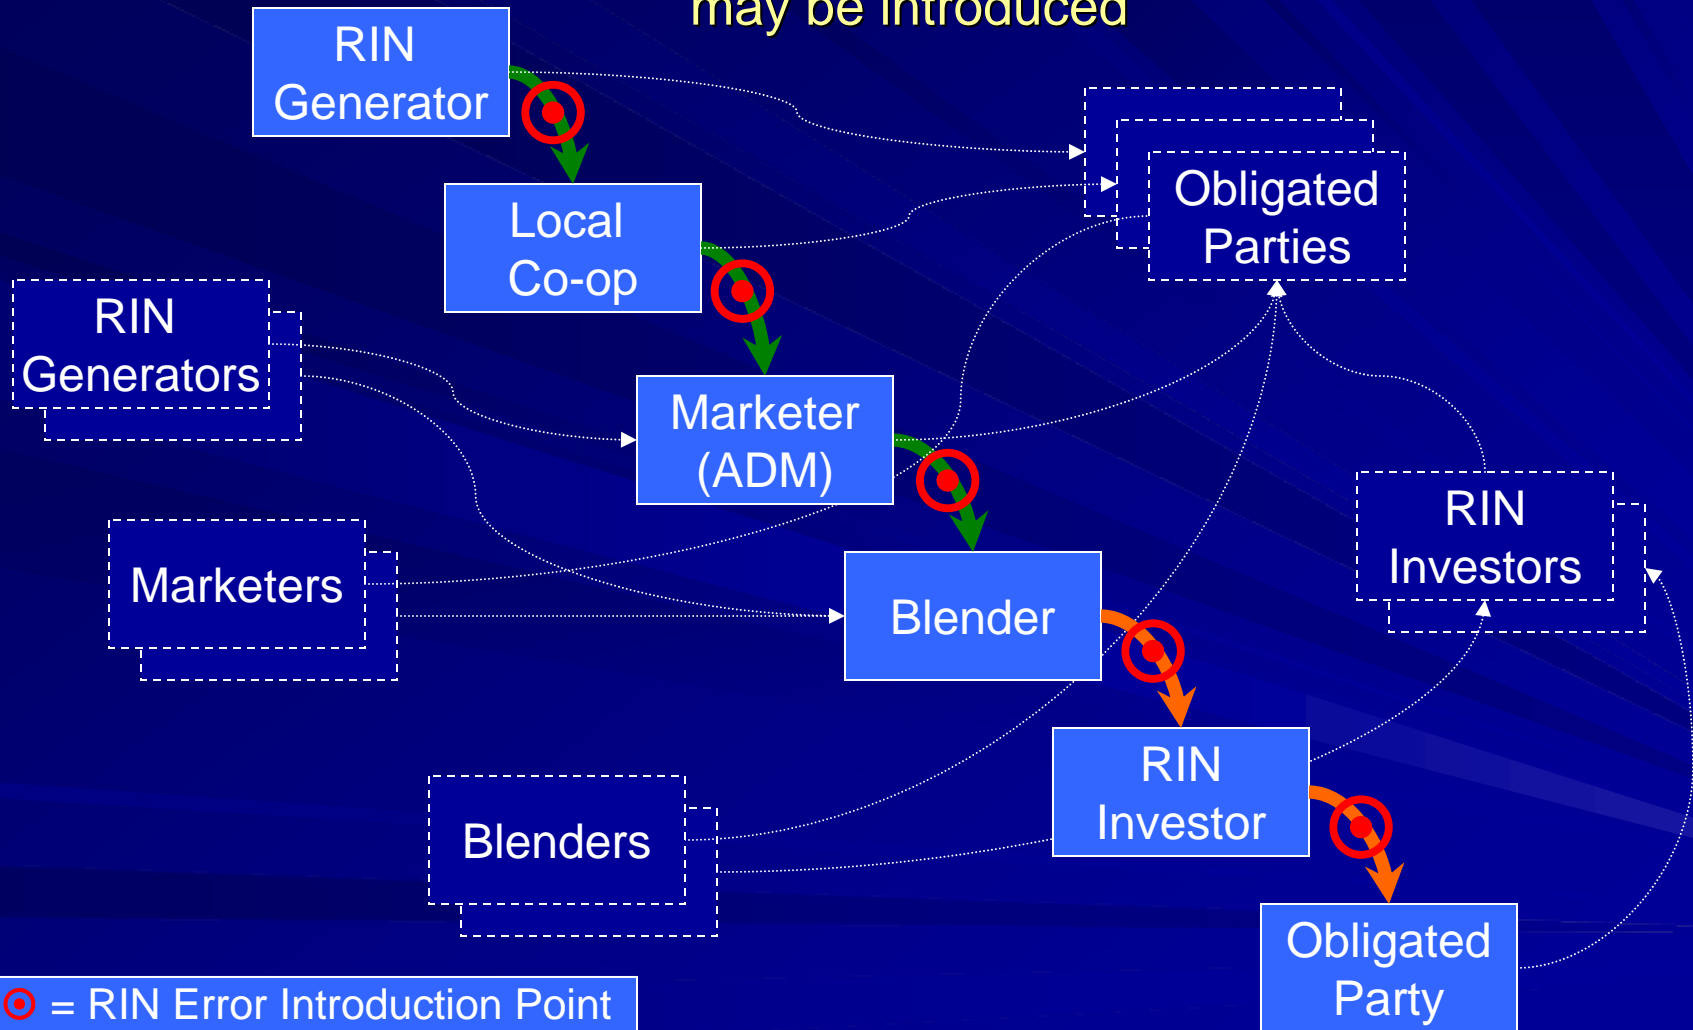 may be introduced
RIN
Generator
Local
Co-op
Obligated
Parties
RIN
Generators
Marketer
(ADM)
RIN
Investors
Marketers
Blender
RIN
Investor
Blenders
Obligated
Party
= RIN Error Introduction Point